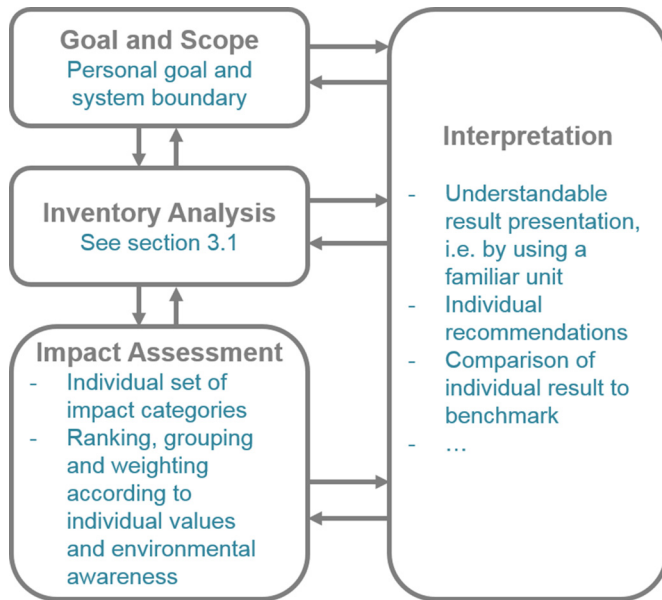 Goal and Scope
Personal goal and
system boundary
Inventory Analysis
See section 3.1
Impact Assessment
- Individual set of
impact categories
- Ranking, grouping
and weighting
according to
individual values
and environmental
awareness
Interpretation
- Understandable
result presentation,
i.e. by using a
familiar unit
- Individual
recommendations
- Comparison of
individual result to
benchmark
- …